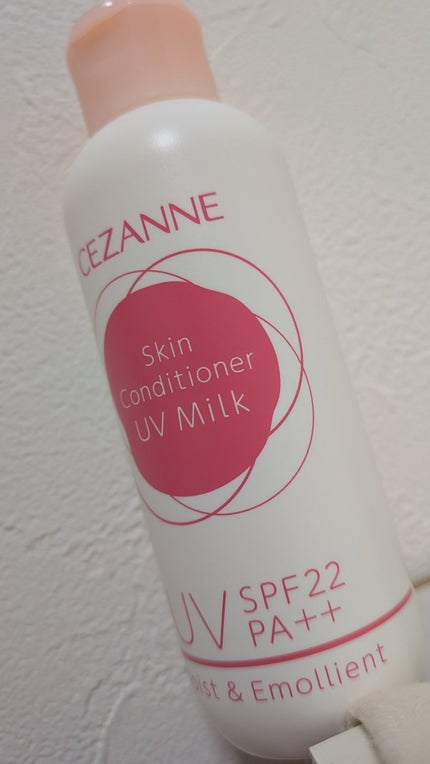 CEZANNE
Skin
Conditioner
UV Milk
UV SPF22
PA++
& Emollient